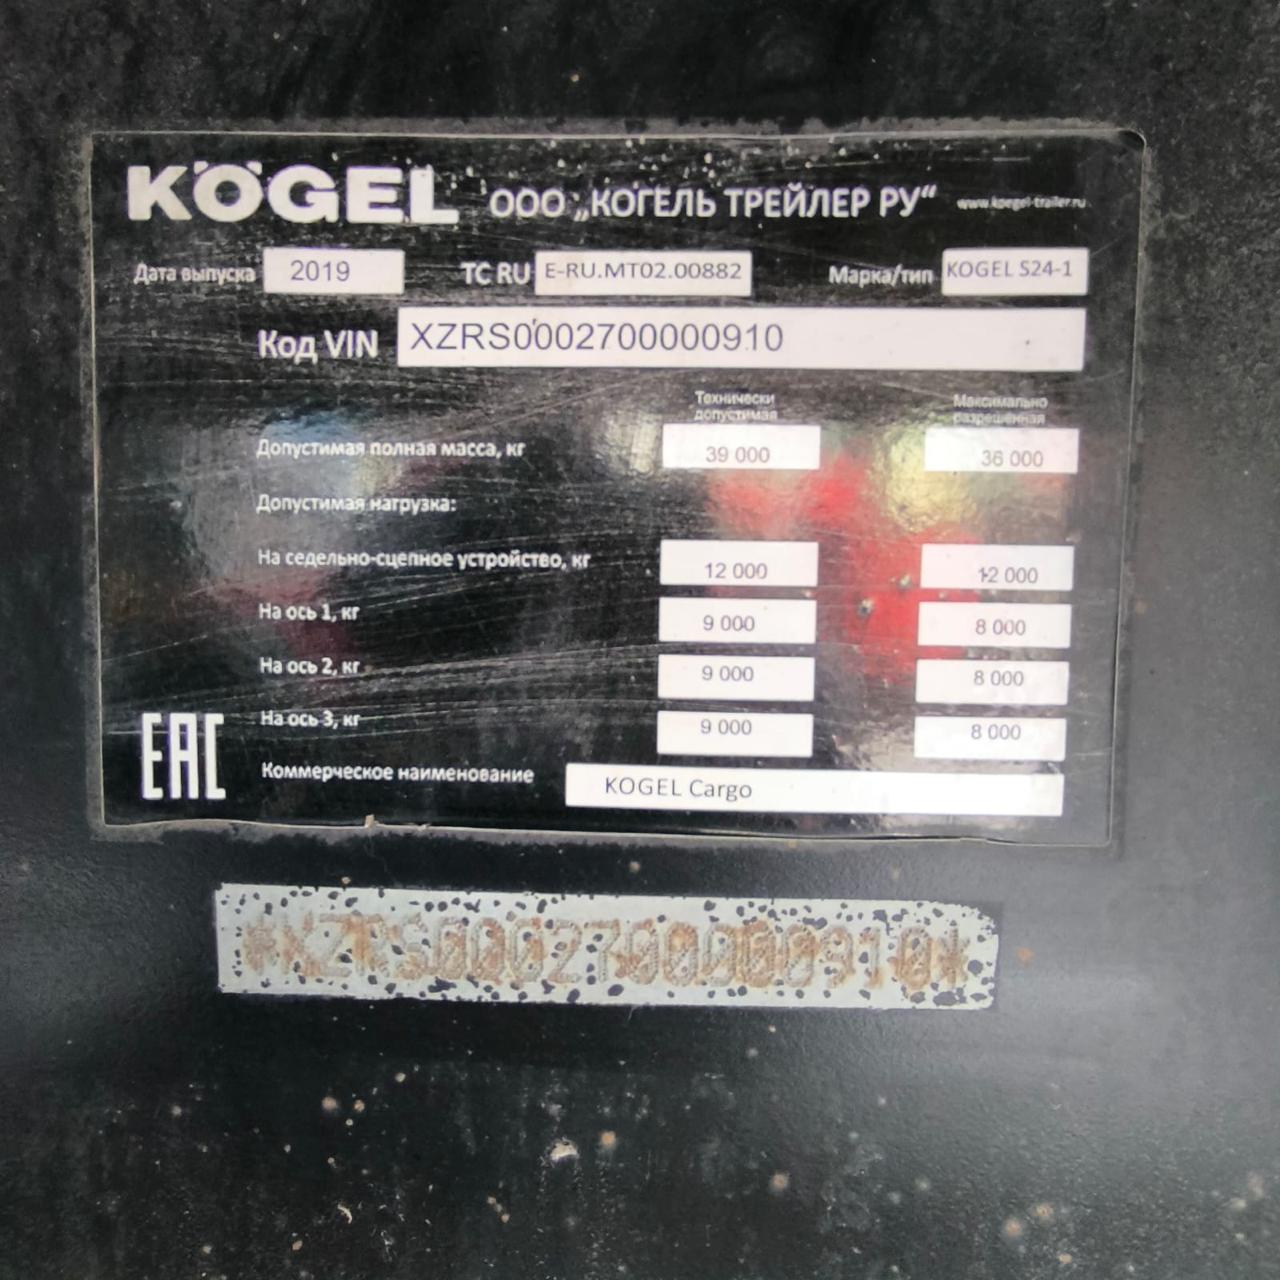 KÖGEL ООО „КОГЕЛЬ ТРЕЙЛЕР РУ“ www.koegel-trailer.ru
Дата выпуска 2019 TC RU E-RU.MT02.00882 Марка/тип KOGEL S24-1
Код VIN XZRS0002700000910
Технически допустимая Максимально разрешённая
Допустимая полная масса, кг 39 000 36 000
Допустимая нагрузка:
На седельно-сцепное устройство, кг 12 000 12 000
На ось 1, кг 9 000 8 000
На ось 2, кг 9 000 8 000
На ось 3, кг 9 000 8 000
EAC
Коммерческое наименование KOGEL Cargo
*XZRS0002700000910*